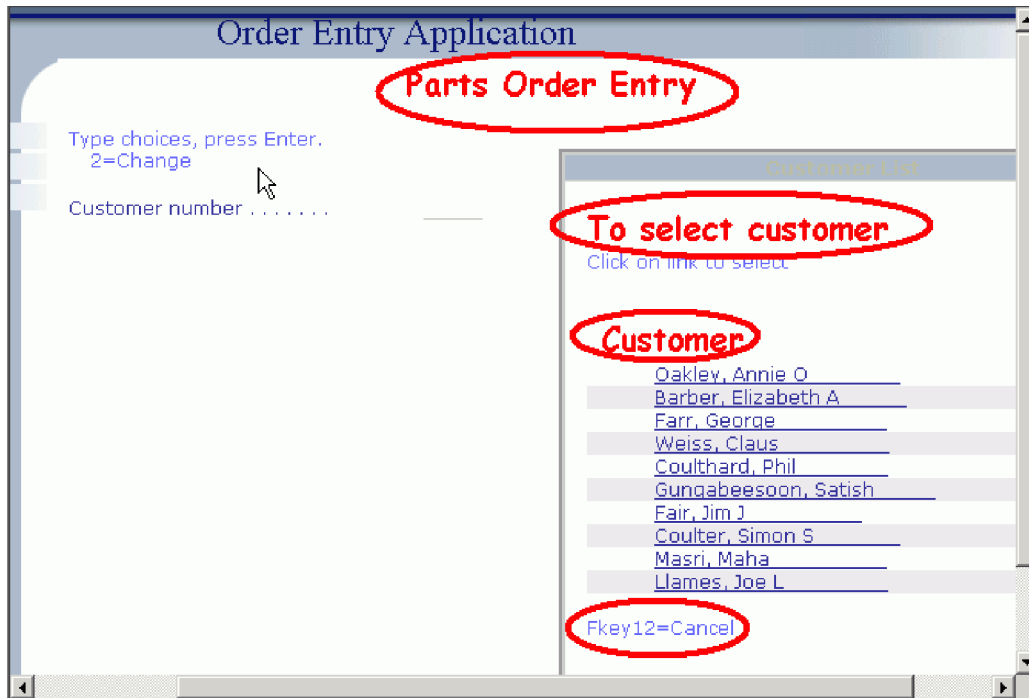 Order Entry Application
Parts Order Entry
Type choices, press Enter.
2=Change
Customer number . . . . . . .
Customer List
To select customer
Click on link to select
Customer
Oakley, Annie O
Barber, Elizabeth A
Farr, George
Weiss, Claus
Coulthard, Phil
Gungabeesoon, Satish
Fair, Jim J
Coulter, Simon S
Masri, Maha
Llames, Joe L
Fkey12=Cancel